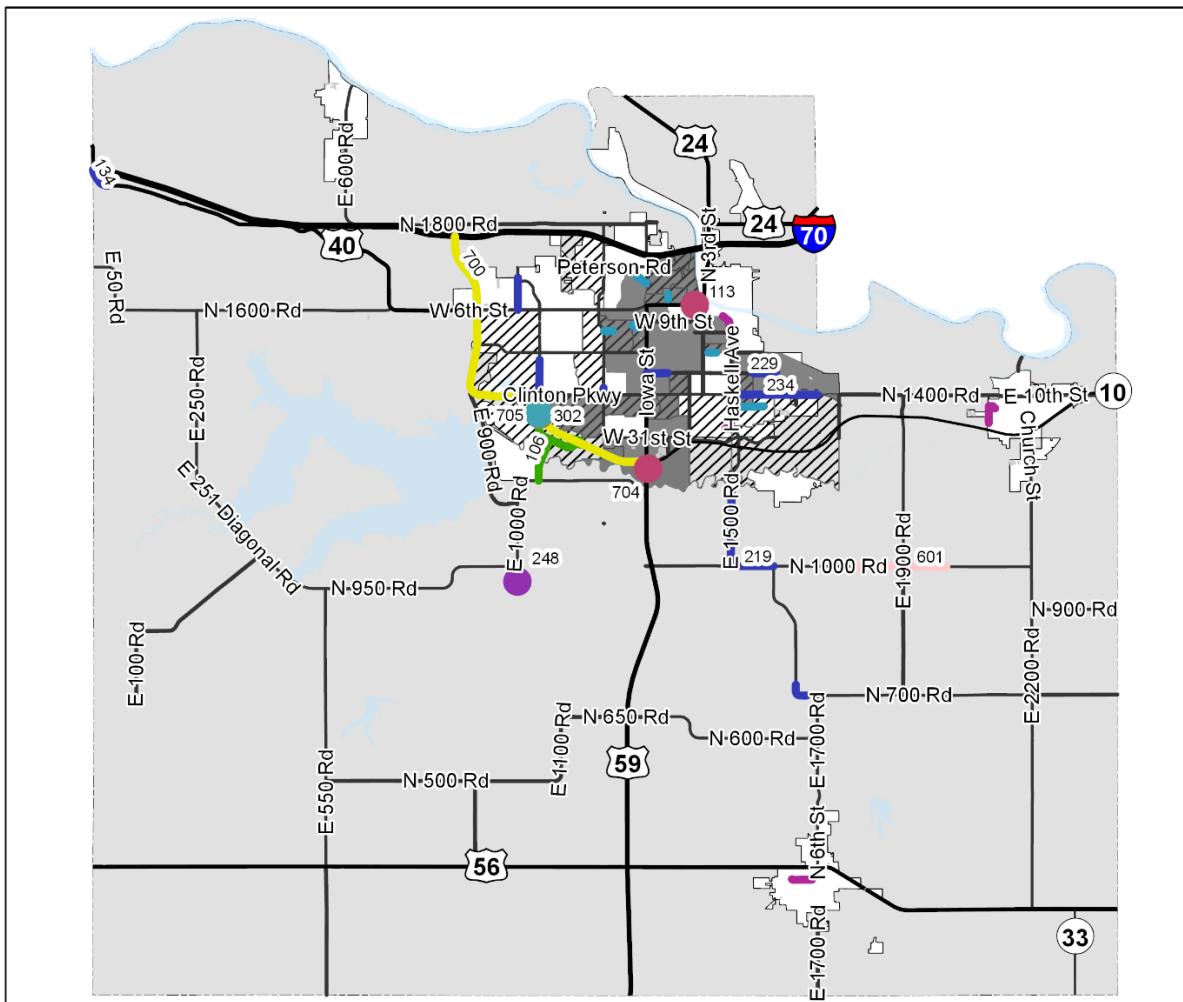 24
134
E 600 Rd
N 1800 Rd
40
24
70
N 3rd St
E 50 Rd
700
Peterson Rd
113
N 1600 Rd
W 6th St
W 9th St
E 250 Rd
Iowa St
Haskell Ave
229
234
Clinton Pkwy
N 1400 Rd
E 10th St
10
705
302
E 900 Rd
106
W 31st St
Church St
E 251 Diagonal Rd
704
E 1000 Rd
E 1500 Rd
248
219
N 1000 Rd
601
E 1900 Rd
N 950 Rd
N 900 Rd
E 100 Rd
E 2200 Rd
N 700 Rd
N 650 Rd
N 600 Rd
E 1700 Rd
E 1100 Rd
59
E 550 Rd
N 500 Rd
N 6th St
56
E 1700 Rd
33